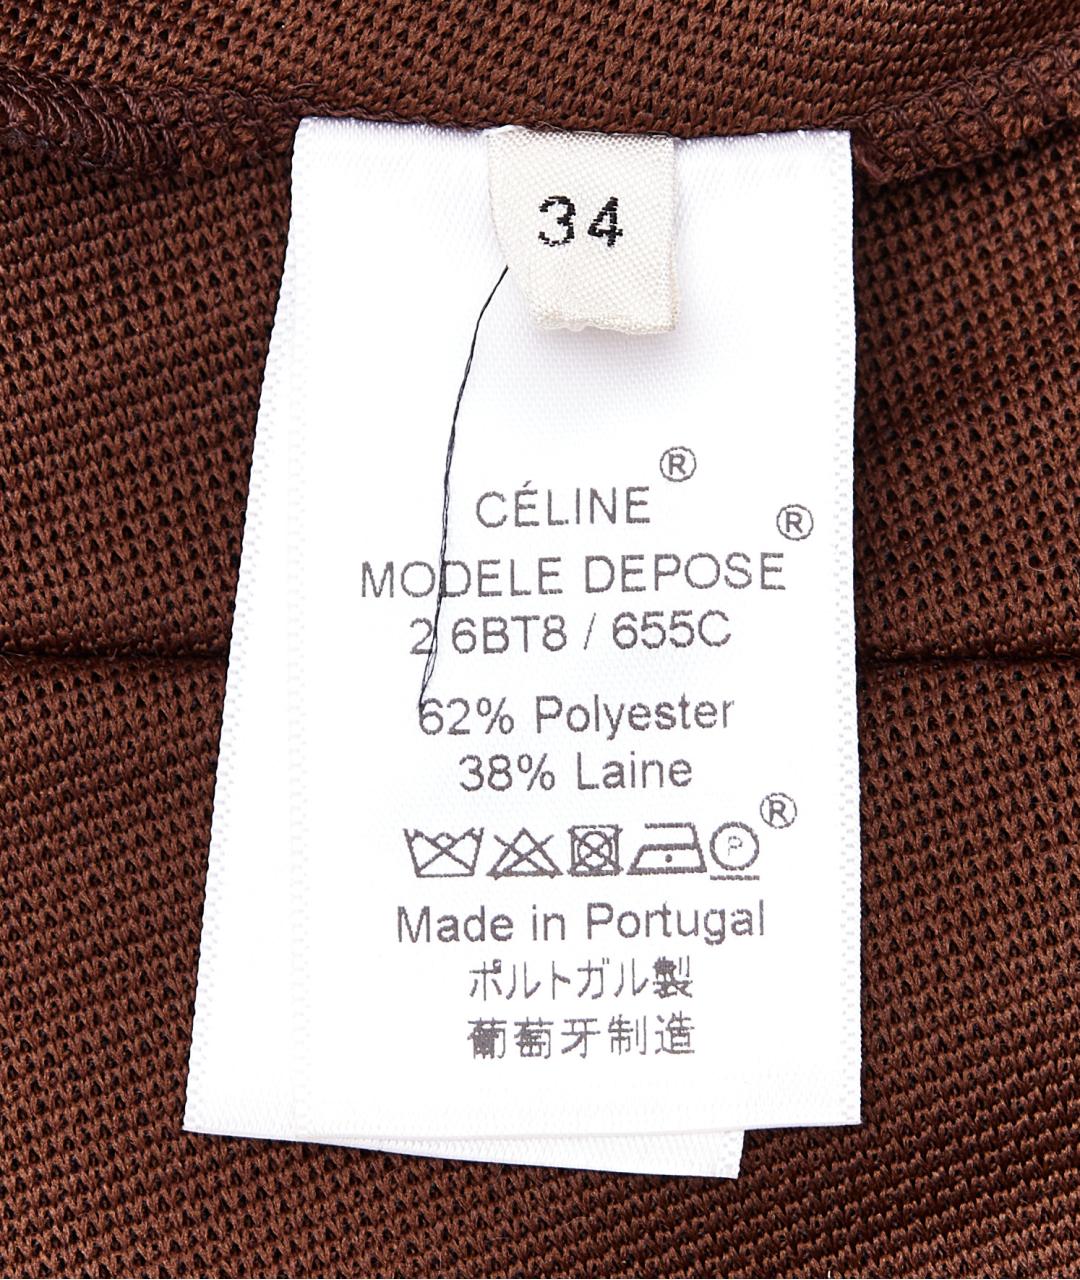 34
CÉLINE ®
MODELE DEPOSE ®
2 6BT8 / 655C
62% Polyester
38% Laine
P ®
Made in Portugal
ポルトガル製
葡萄牙制造